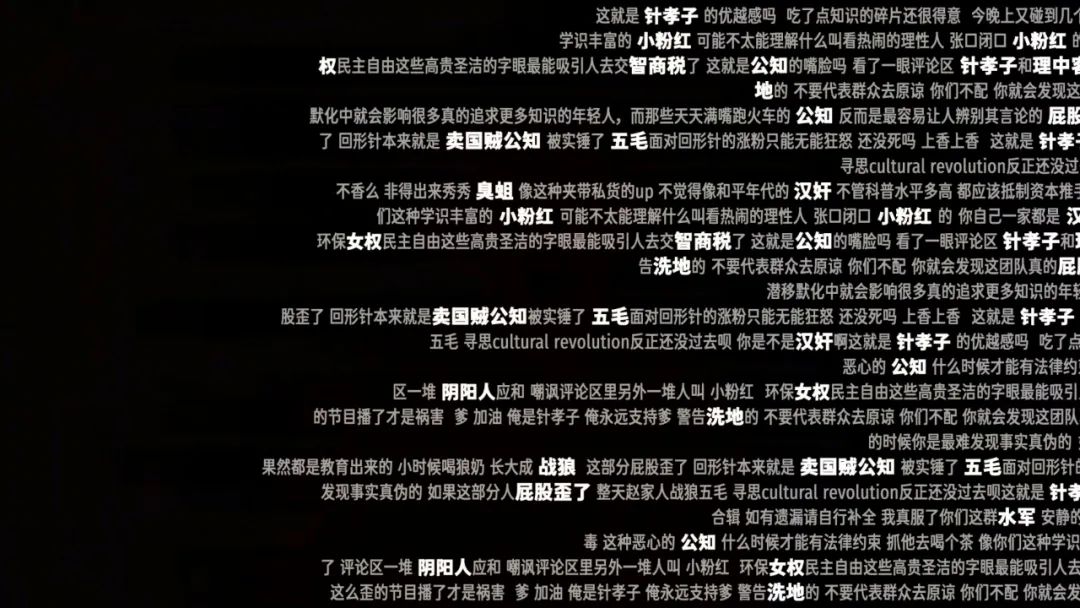 这就是 针孝子 的优越感吗 吃了点知识的碎片还很得意 今晚上又碰到几个
学识丰富的 小粉红 可能不太能理解什么叫看热闹的理性人 张口闭口 小粉红 的
权民主自由这些高贵圣洁的字眼最能吸引人去交智商税了 这就是公知的嘴脸吗 看了一眼评论区 针孝子和理中客
地的 不要代表群众去原谅 你们不配 你就会发现这
默化中就会影响很多真的追求更多知识的年轻人，而那些天天满嘴跑火车的 公知 反而是最容易让人辨别其言论的 屁股
了 回形针本来就是 卖国贼公知 被实锤了 五毛面对回形针的涨粉只能无能狂怒 还没死吗 上香上香 这就是 针孝子
寻思cultural revolution反正还没过
不香么 非得出来秀秀 臭蛆 像这种夹带私货的up 不觉得像和平年代的 汉奸 不管科普水平多高 都应该抵制资本推手
们这种学识丰富的 小粉红 可能不太能理解什么叫看热闹的理性人 张口闭口 小粉红 的 你自己一家都是 汉
环保女权民主自由这些高贵圣洁的字眼最能吸引人去交智商税了 这就是公知的嘴脸吗 看了一眼评论区 针孝子和理
告洗地的 不要代表群众去原谅 你们不配 你就会发现这团队真的屁股
潜移默化中就会影响很多真的追求更多知识的年轻
股歪了 回形针本来就是卖国贼公知被实锤了 五毛面对回形针的涨粉只能无能狂怒 还没死吗 上香上香 这就是 针孝子
五毛 寻思cultural revolution反正还没过去呗 你是不是汉奸啊这就是 针孝子 的优越感吗 吃了点
恶心的 公知 什么时候才能有法律约束
区一堆 阴阳人应和 嘲讽评论区里另外一堆人叫 小粉红 环保女权民主自由这些高贵圣洁的字眼最能吸引人
的节目播了才是祸害 爹 加油 俺是针孝子 俺永远支持爹 警告洗地的 不要代表群众去原谅 你们不配 你就会发现这团队
的时候你是最难发现事实真伪的
果然都是教育出来的 小时候喝狼奶 长大成 战狼 这部分屁股歪了 回形针本来就是 卖国贼公知 被实锤了 五毛面对回形针的
发现事实真伪的 如果这部分人屁股歪了 整天赵家人战狼五毛 寻思cultural revolution反正还没过去呗这就是 针孝
合辑 如有遗漏请自行补全 我真服了你们这群水军 安静的
毒 这种恶心的 公知 什么时候才能有法律约束 抓他去喝个茶 像你们这种学识
了 评论区一堆 阴阳人应和 嘲讽评论区里另外一堆人叫 小粉红 环保女权民主自由这些高贵圣洁的字眼最能吸引人去
这么歪的节目播了才是祸害 爹 加油 俺是针孝子 俺永远支持爹 警告洗地的 不要代表群众去原谅 你们不配 你就会发